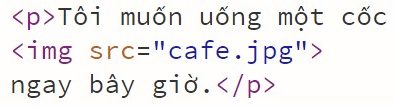 <p>Tôi muốn uống một cốc
<img src="cafe.jpg">
ngay bây giờ.</p>